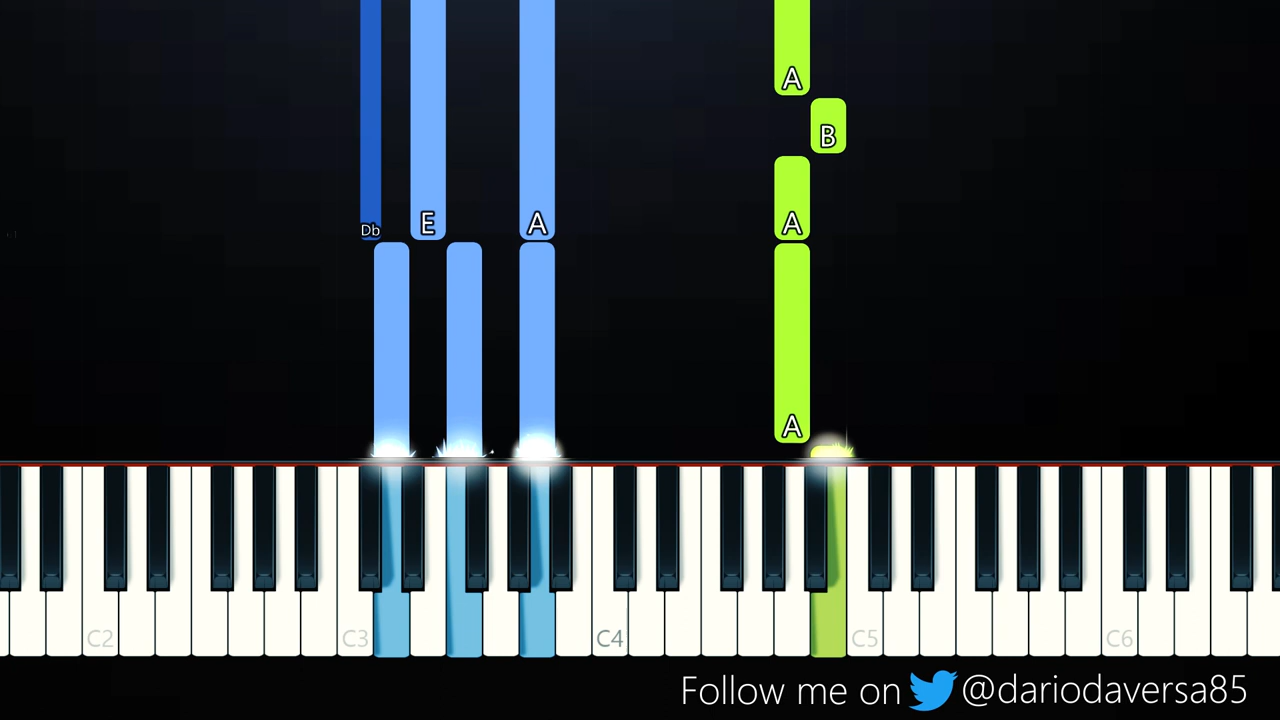 A
B
Db E A A
A
C2 C3 C4 C5 C6
Follow me on @dariodaversa85